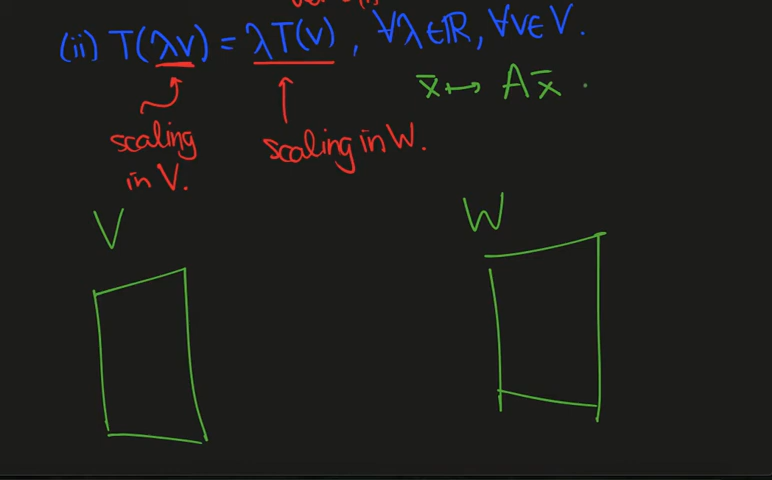 (ii) T(λv) = λT(v), ∀λ∈ℝ, ∀v∈V.
x̄ ↦ Ax̄
scaling in V.
scaling in W.
V
W